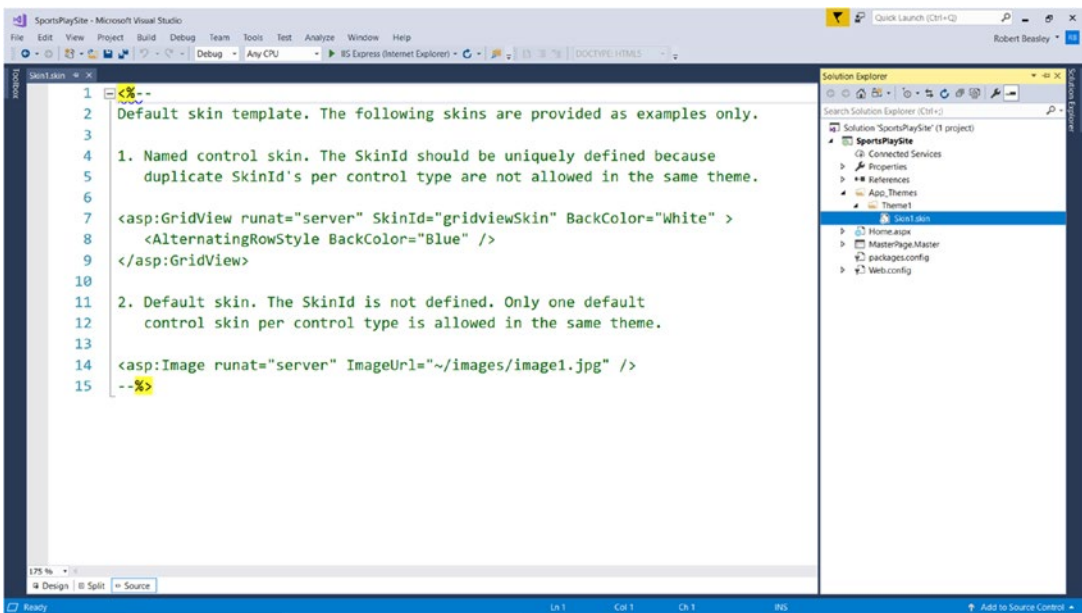 SportsPlaySite - Microsoft Visual Studio
Quick Launch (Ctrl+Q)
File Edit View Project Build Debug Team Tools Test Analyze Window Help
Robert Beasley
Debug Any CPU IIS Express (Internet Explorer) DOCTYPE: HTML5
Toolbox
Skin1.skin
1 <%--
2 Default skin template. The following skins are provided as examples only.
3
4 1. Named control skin. The SkinId should be uniquely defined because
5 duplicate SkinId's per control type are not allowed in the same theme.
6
7 <asp:GridView runat="server" SkinId="gridviewSkin" BackColor="White" >
8 <AlternatingRowStyle BackColor="Blue" />
9 </asp:GridView>
10
11 2. Default skin. The SkinId is not defined. Only one default
12 control skin per control type is allowed in the same theme.
13
14 <asp:Image runat="server" ImageUrl="~/images/image1.jpg" />
15 --%>
175 %
Design Split Source
Solution Explorer
Search Solution Explorer (Ctrl+;)
Solution 'SportsPlaySite' (1 project)
SportsPlaySite
Connected Services
Properties
References
App_Themes
Theme1
Skin1.skin
Home.aspx
MasterPage.Master
packages.config
Web.config
Solution Explorer
Ready Ln 1 Col 1 Ch 1 INS Add to Source Control